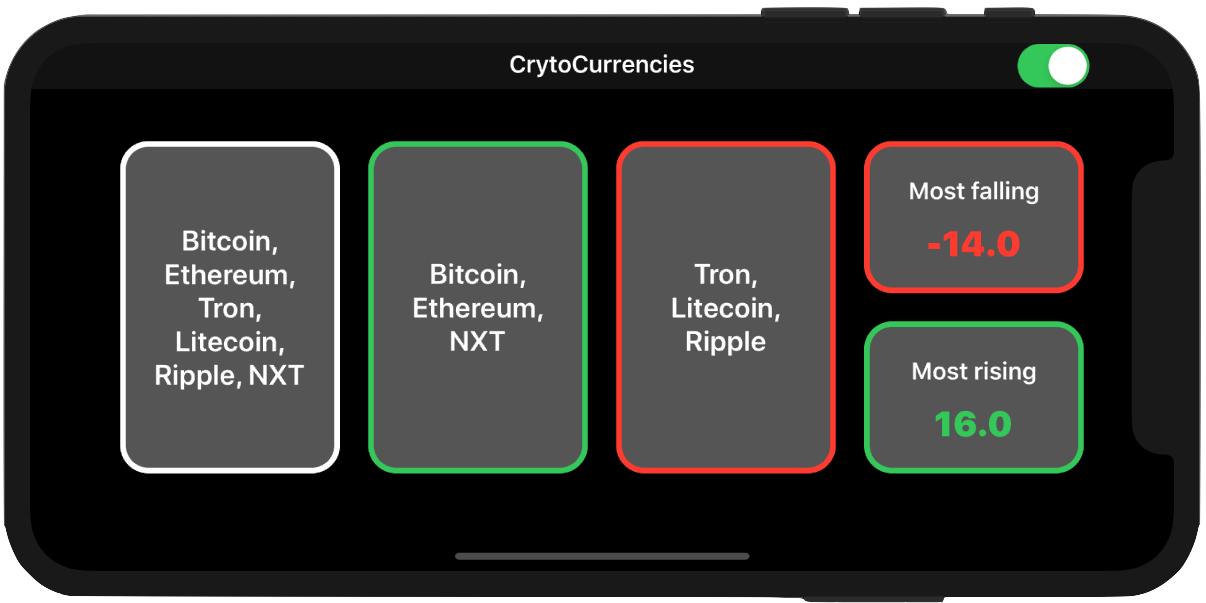 CrytoCurrencies
Bitcoin,
Ethereum,
Tron,
Litecoin,
Ripple, NXT
Bitcoin,
Ethereum,
NXT
Tron,
Litecoin,
Ripple
Most falling
-14.0
Most rising
16.0